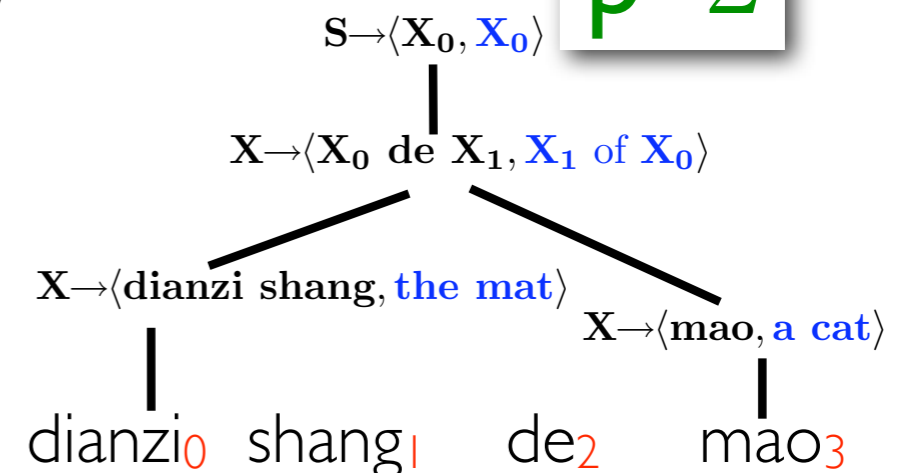 S→⟨X₀, X₀⟩
X→⟨X₀ de X₁, X₁ of X₀⟩
X→⟨dianzi shang, the mat⟩
X→⟨mao, a cat⟩
dianzi₀ shang₁ de₂ mao₃